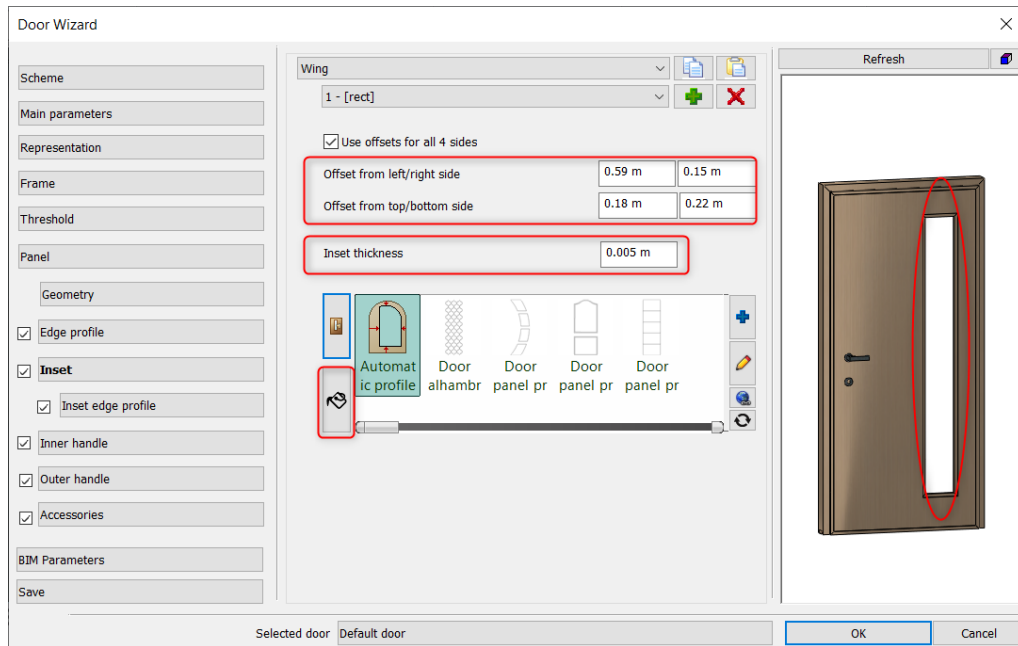 Door Wizard
Scheme
Main parameters
Representation
Frame
Threshold
Panel
Geometry
Edge profile
Inset
Inset edge profile
Inner handle
Outer handle
Accessories
BIM Parameters
Save
Wing
1 - [rect]
Use offsets for all 4 sides
Offset from left/right side 0.59 m 0.15 m
Offset from top/bottom side 0.18 m 0.22 m
Inset thickness 0.005 m
Automat Door Door Door Door
ic profile alhambr panel pr panel pr panel pr
Refresh
Selected door Default door
OK Cancel